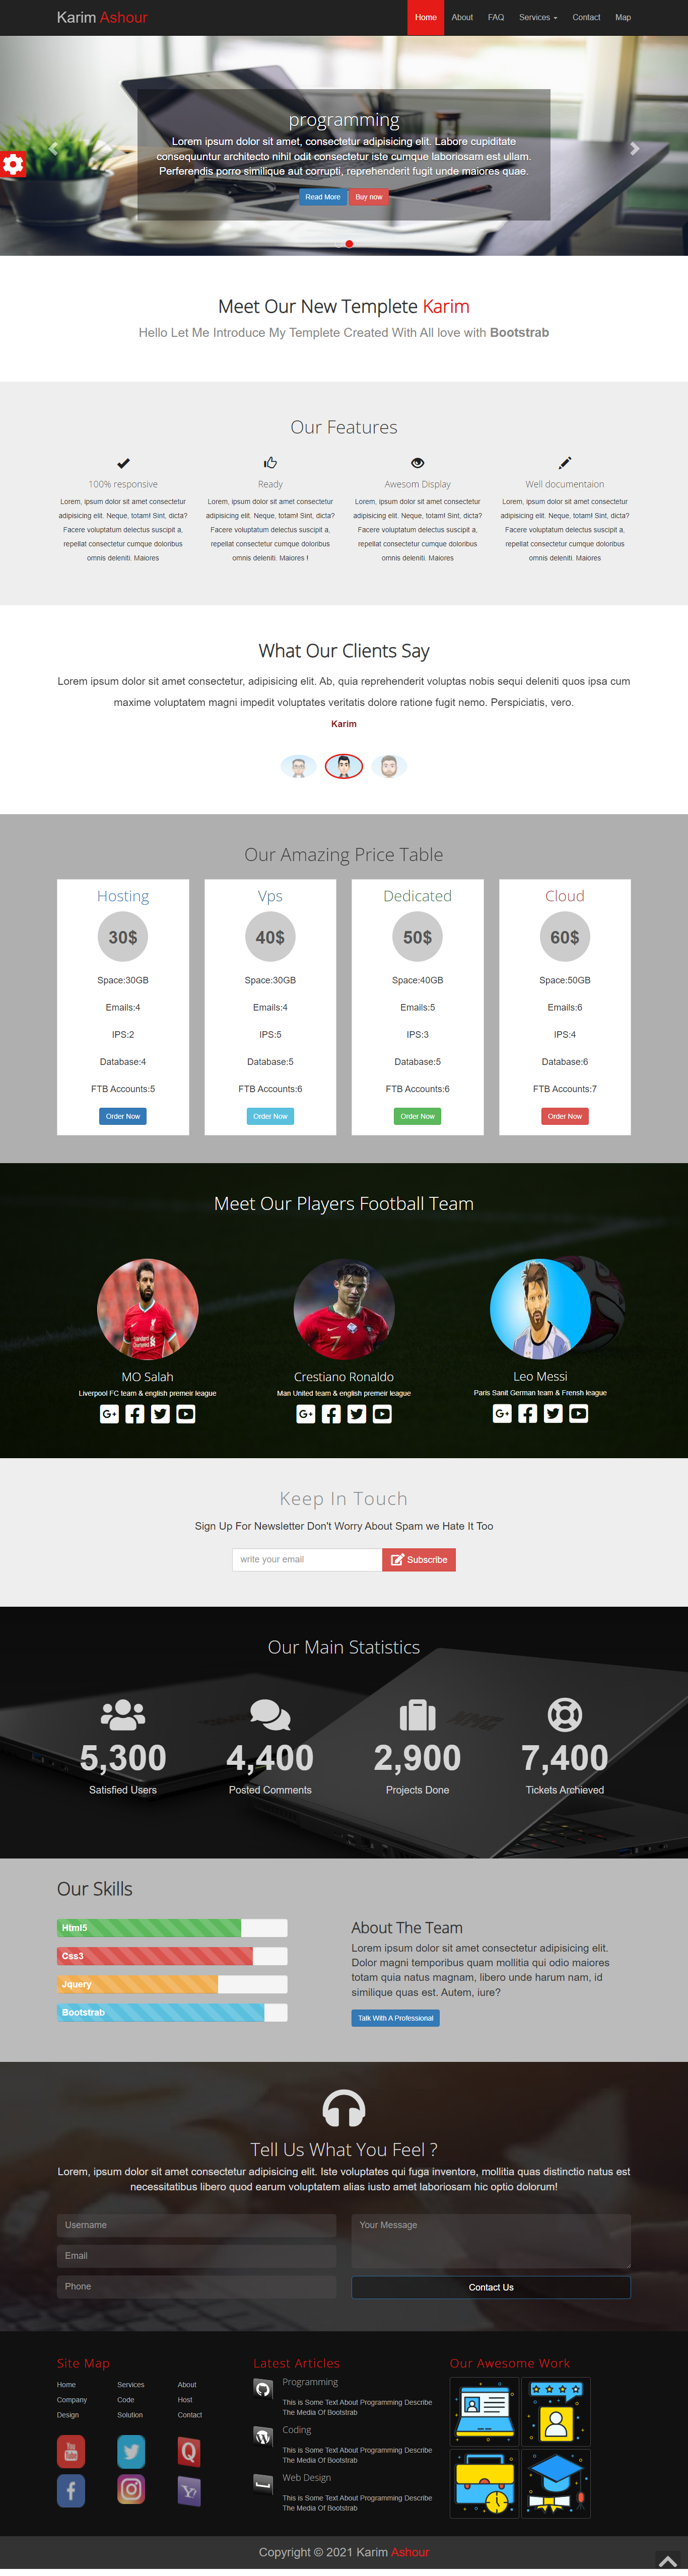 Karim Ashour
Home About FAQ Services Contact Map
programming
Lorem ipsum dolor sit amet, consectetur adipisicing elit. Labore cupiditate
consequuntur architecto nihil odit consectetur iste cumque laboriosam est ullam.
Perferendis porro similique aut corrupti, reprehenderit fugit unde maiores quae.
Read More Buy now
Meet Our New Templete Karim
Hello Let Me Introduce My Templete Created With All love with Bootstrab
Our Features
100% responsive
Lorem, ipsum dolor sit amet consectetur
adipisicing elit. Neque, totam! Sint, dicta?
Facere voluptatum delectus suscipit a,
repellat consectetur cumque doloribus
omnis deleniti. Maiores
Ready
Lorem, ipsum dolor sit amet consectetur
adipisicing elit. Neque, totam! Sint, dicta?
Facere voluptatum delectus suscipit a,
repellat consectetur cumque doloribus
omnis deleniti. Maiores !
Awesom Display
Lorem, ipsum dolor sit amet consectetur
adipisicing elit. Neque, totam! Sint, dicta?
Facere voluptatum delectus suscipit a,
repellat consectetur cumque doloribus
omnis deleniti. Maiores
Well documentaion
Lorem, ipsum dolor sit amet consectetur
adipisicing elit. Neque, totam! Sint, dicta?
Facere voluptatum delectus suscipit a,
repellat consectetur cumque doloribus
omnis deleniti. Maiores
What Our Clients Say
Lorem ipsum dolor sit amet consectetur, adipisicing elit. Ab, quia reprehenderit voluptas nobis sequi deleniti quos ipsa cum
maxime voluptatem magni impedit voluptates veritatis dolore ratione fugit nemo. Perspiciatis, vero.
Karim
Our Amazing Price Table
Hosting
30$
Space:30GB
Emails:4
IPS:2
Database:4
FTB Accounts:5
Order Now
Vps
40$
Space:30GB
Emails:4
IPS:5
Database:5
FTB Accounts:6
Order Now
Dedicated
50$
Space:40GB
Emails:5
IPS:3
Database:5
FTB Accounts:6
Order Now
Cloud
60$
Space:50GB
Emails:6
IPS:4
Database:6
FTB Accounts:7
Order Now
Meet Our Players Football Team
MO Salah
Liverpool FC team & english premeir league
Crestiano Ronaldo
Man United team & english premeir league
Leo Messi
Paris Sanit German team & Frensh league
Keep In Touch
Sign Up For Newsletter Don't Worry About Spam we Hate It Too
write your email Subscribe
Our Main Statistics
5,300
Satisfied Users
4,400
Posted Comments
2,900
Projects Done
7,400
Tickets Archieved
Our Skills
Html5
Css3
Jquery
Bootstrab
About The Team
Lorem ipsum dolor sit amet consectetur adipisicing elit.
Dolor magni temporibus quam mollitia qui odio maiores
totam quia natus magnam, libero unde harum nam, id
similique quas est. Autem, iure?
Talk With A Professional
Tell Us What You Feel ?
Lorem, ipsum dolor sit amet consectetur adipisicing elit. Iste voluptates qui fuga inventore, mollitia quas distinctio natus est
necessitatibus libero quod earum voluptatem alias iusto amet laboriosam hic optio dolorum!
Username
Email
Phone
Your Message
Contact Us
Site Map
Home Services About
Company Code Host
Design Solution Contact
Latest Articles
Programming
This is Some Text About Programming Describe
The Media Of Bootstrab
Coding
This is Some Text About Programming Describe
The Media Of Bootstrab
Web Design
This is Some Text About Programming Describe
The Media Of Bootstrab
Our Awesome Work
Copyright © 2021 Karim Ashour